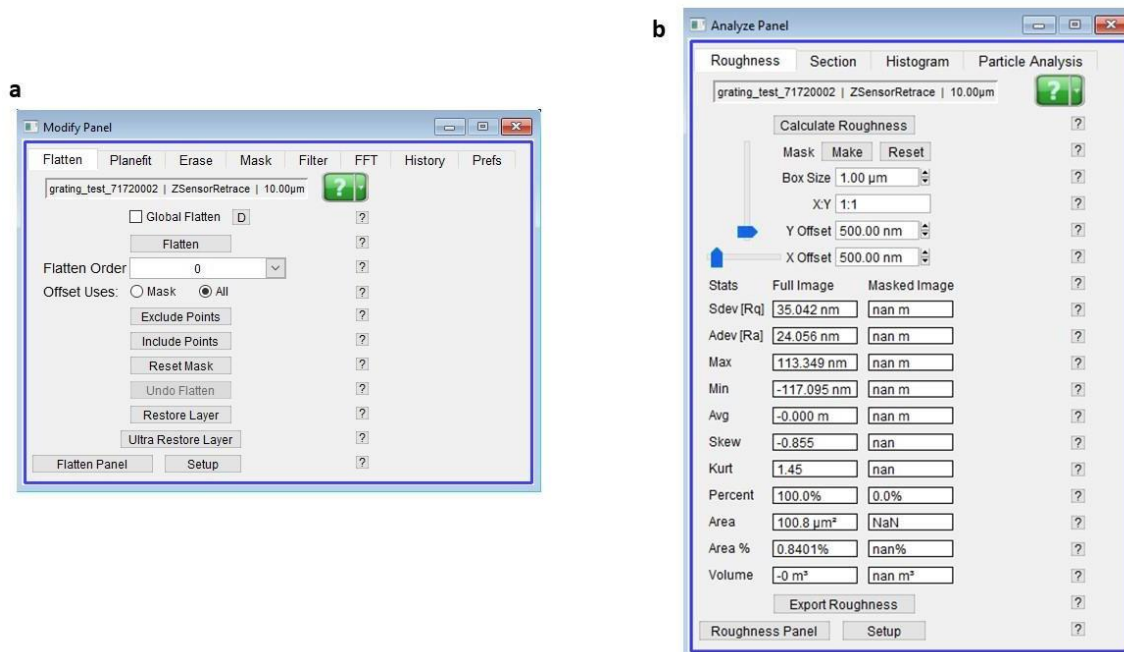 a
Modify Panel
Flatten Planefit Erase Mask Filter FFT History Prefs
grating_test_71720002 | ZSensorRetrace | 10.00µm ?
Global Flatten D ?
Flatten ?
Flatten Order 0 ?
Offset Uses: Mask All ?
Exclude Points ?
Include Points ?
Reset Mask ?
Undo Flatten ?
Restore Layer ?
Ultra Restore Layer ?
Flatten Panel Setup ?
b
Analyze Panel
Roughness Section Histogram Particle Analysis
grating_test_71720002 | ZSensorRetrace | 10.00µm ?
Calculate Roughness ?
Mask Make Reset ?
Box Size 1.00 µm ?
X:Y 1:1 ?
Y Offset 500.00 nm ?
X Offset 500.00 nm ?
Stats Full Image Masked Image ?
Sdev [Rq] 35.042 nm nan m ?
Adev [Ra] 24.056 nm nan m ?
Max 113.349 nm nan m ?
Min -117.095 nm nan m ?
Avg -0.000 m nan m ?
Skew -0.855 nan ?
Kurt 1.45 nan ?
Percent 100.0% 0.0% ?
Area 100.8 µm² NaN ?
Area % 0.8401% nan% ?
Volume -0 m³ nan m³ ?
Export Roughness ?
Roughness Panel Setup ?